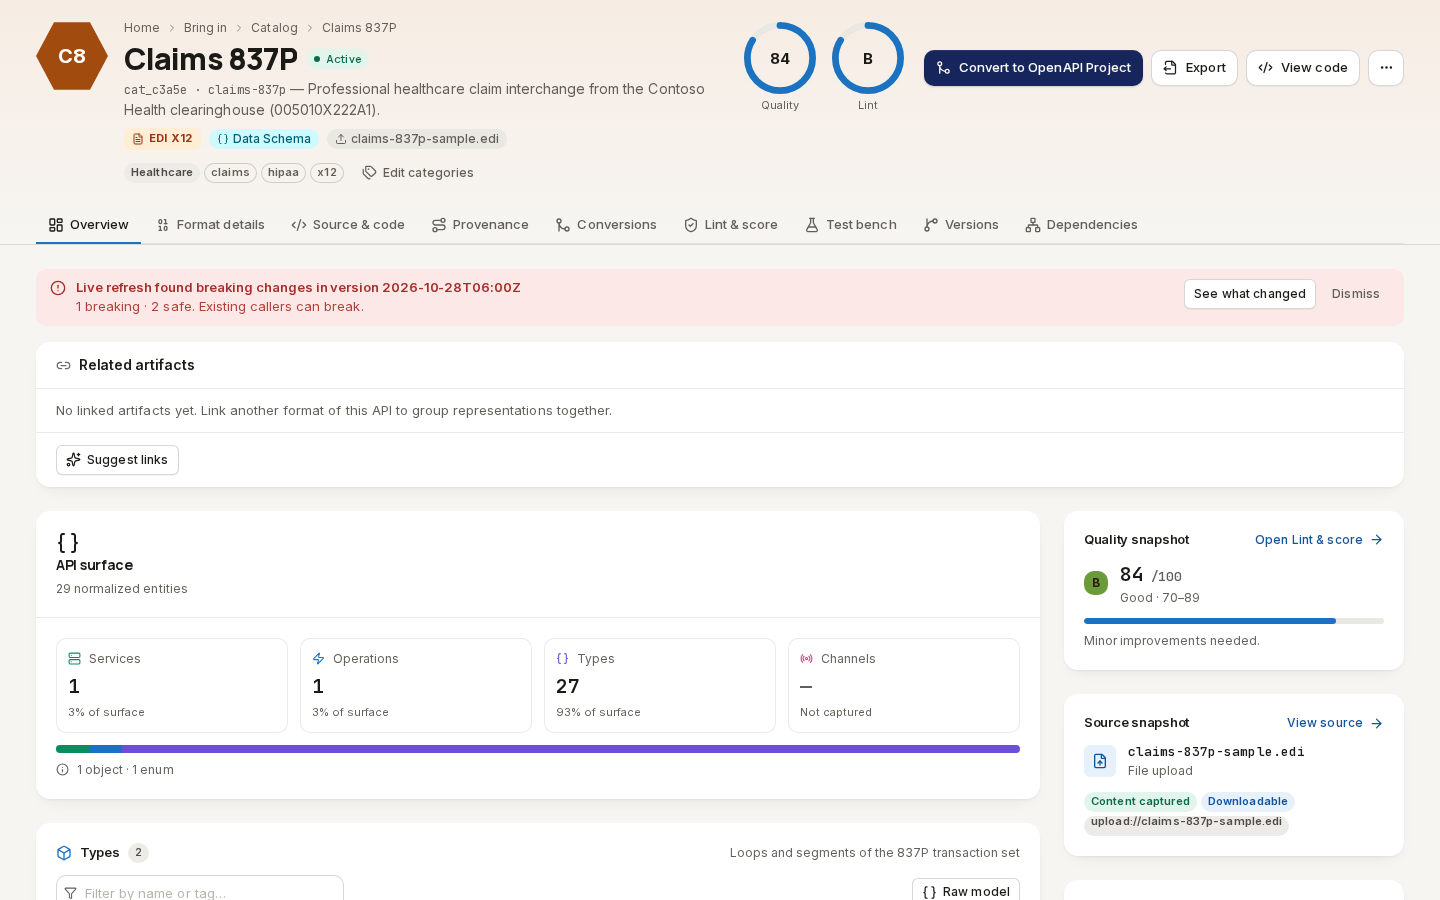 Home > Bring in > Catalog > Claims 837P
C8
Claims 837P
Active
cat_c3a5e · claims-837p — Professional healthcare claim interchange from the Contoso
Health clearinghouse (005010X222A1).
EDI X12
Data Schema
claims-837p-sample.edi
Healthcare
claims
hipaa
x12
Edit categories
84
Quality
B
Lint
Convert to OpenAPI Project
Export
View code
Overview
Format details
Source & code
Provenance
Conversions
Lint & score
Test bench
Versions
Dependencies
Live refresh found breaking changes in version 2026-10-28T06:00Z
1 breaking · 2 safe. Existing callers can break.
See what changed
Dismiss
Related artifacts
No linked artifacts yet. Link another format of this API to group representations together.
Suggest links
{ }
API surface
29 normalized entities
Services
1
3% of surface
Operations
1
3% of surface
Types
27
93% of surface
Channels
—
Not captured
1 object · 1 enum
Types 2
Loops and segments of the 837P transaction set
Filter by name or tag…
Raw model
Quality snapshot
Open Lint & score
B
84 /100
Good · 70–89
Minor improvements needed.
Source snapshot
View source
claims-837p-sample.edi
File upload
Content captured
Downloadable
upload://claims-837p-sample.edi